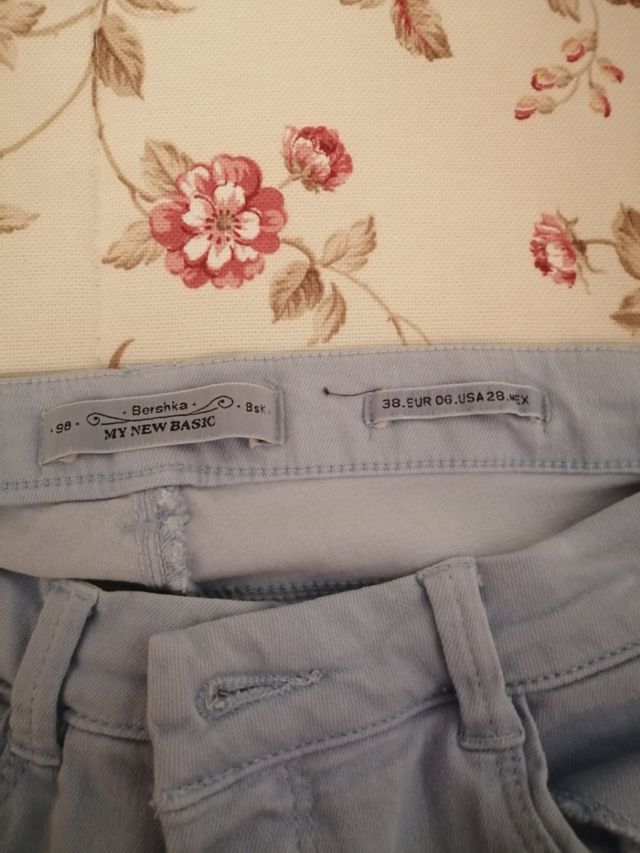 · Bershka ·
· 98 · · BSK ·
MY NEW BASIC
38.EUR 06.USA 28.MEX